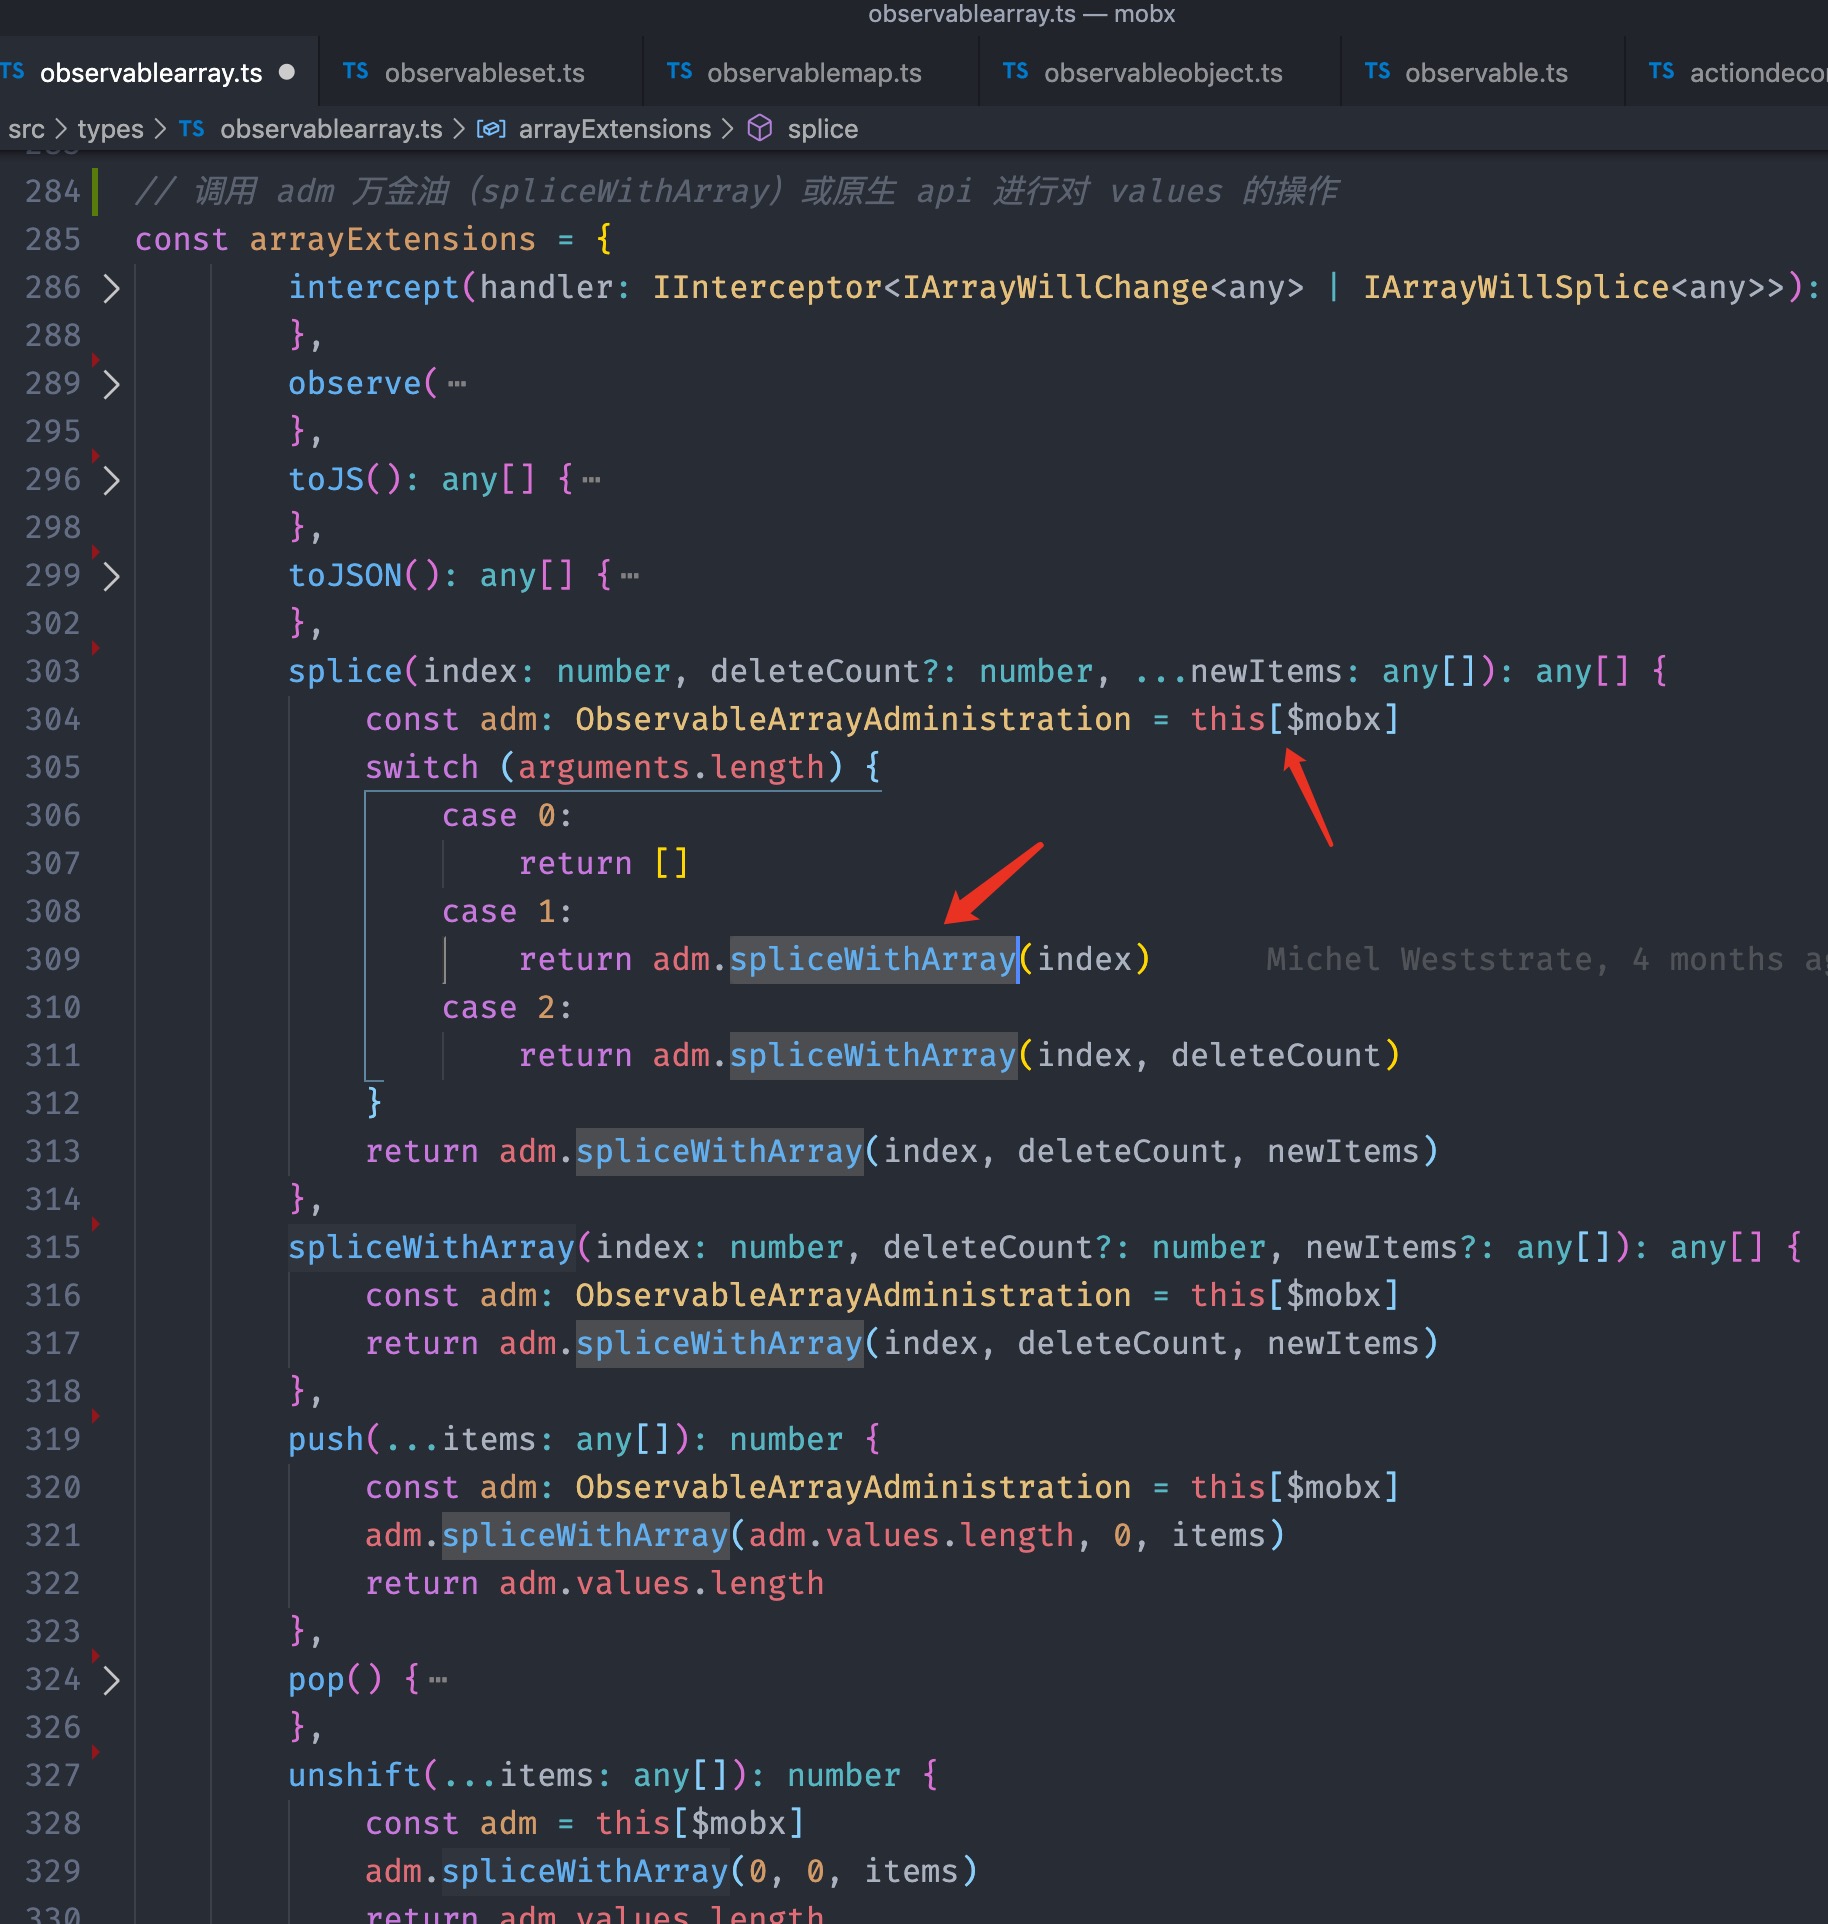 observablearray.ts — mobx
TS observablearray.ts TS observableset.ts TS observablemap.ts TS observableobject.ts TS observable.ts TS actiondeco
src > types > TS observablearray.ts > arrayExtensions > splice
284 // 调用 adm 万金油（spliceWithArray）或原生 api 进行对 values 的操作
285 const arrayExtensions = {
286 intercept(handler: IInterceptor<IArrayWillChange<any> | IArrayWillSplice<any>>):
288 },
289 observe(…
295 },
296 toJS(): any[] {…
298 },
299 toJSON(): any[] {…
302 },
303 splice(index: number, deleteCount?: number, ...newItems: any[]): any[] {
304 const adm: ObservableArrayAdministration = this[$mobx]
305 switch (arguments.length) {
306 case 0:
307 return []
308 case 1:
309 return adm.spliceWithArray(index) Michel Weststrate, 4 months ag
310 case 2:
311 return adm.spliceWithArray(index, deleteCount)
312 }
313 return adm.spliceWithArray(index, deleteCount, newItems)
314 },
315 spliceWithArray(index: number, deleteCount?: number, newItems?: any[]): any[] {
316 const adm: ObservableArrayAdministration = this[$mobx]
317 return adm.spliceWithArray(index, deleteCount, newItems)
318 },
319 push(...items: any[]): number {
320 const adm: ObservableArrayAdministration = this[$mobx]
321 adm.spliceWithArray(adm.values.length, 0, items)
322 return adm.values.length
323 },
324 pop() {…
326 },
327 unshift(...items: any[]): number {
328 const adm = this[$mobx]
329 adm.spliceWithArray(0, 0, items)
330 return adm.values.length